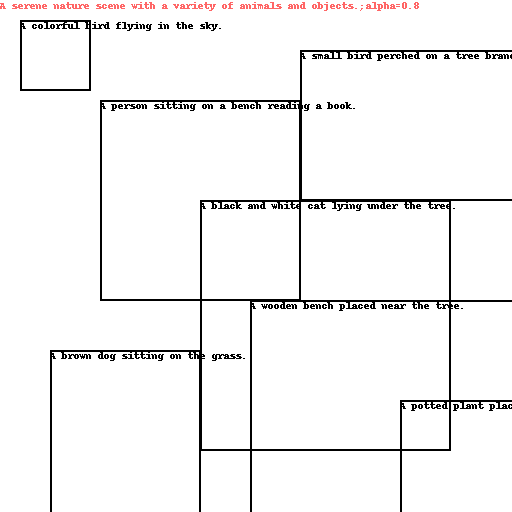 A serene nature scene with a variety of animals and objects.;alpha=0.8
A colorful bird flying in the sky.
A small bird perched on a tree branc
A person sitting on a bench reading a book.
A black and white cat lying under the tree.
A wooden bench placed near the tree.
A brown dog sitting on the grass.
A potted plant plac